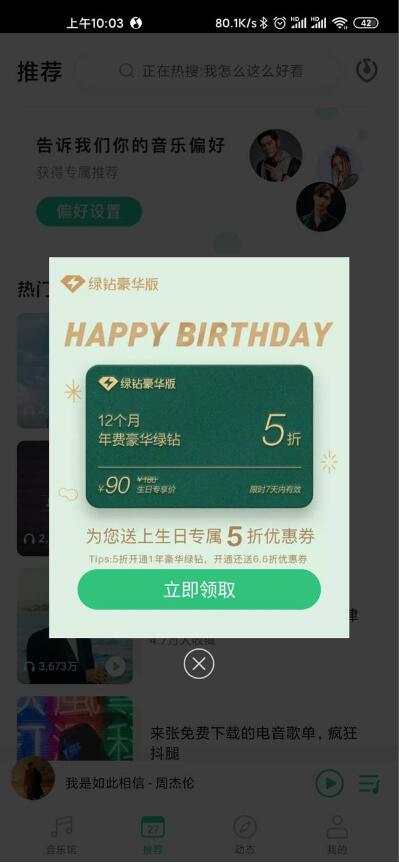 上午10:03
80.1K/s
HD
HD
42
推荐
正在热搜:我怎么这么好看
告诉我们你的音乐偏好
获得专属推荐
偏好设置
热门
绿钻豪华版
HAPPY BIRTHDAY
绿钻豪华版
12个月
年费豪华绿钻
5折
¥90
¥180
生日专享价
限时7天内有效
为您送上生日专属5折优惠券
Tips:5折开通1年豪华绿钻，开通还送6.6折优惠券
立即领取
3,673万
来张免费下载的电音歌单，疯狂
抖腿
我是如此相信 - 周杰伦
音乐馆
27
推荐
动态
我的